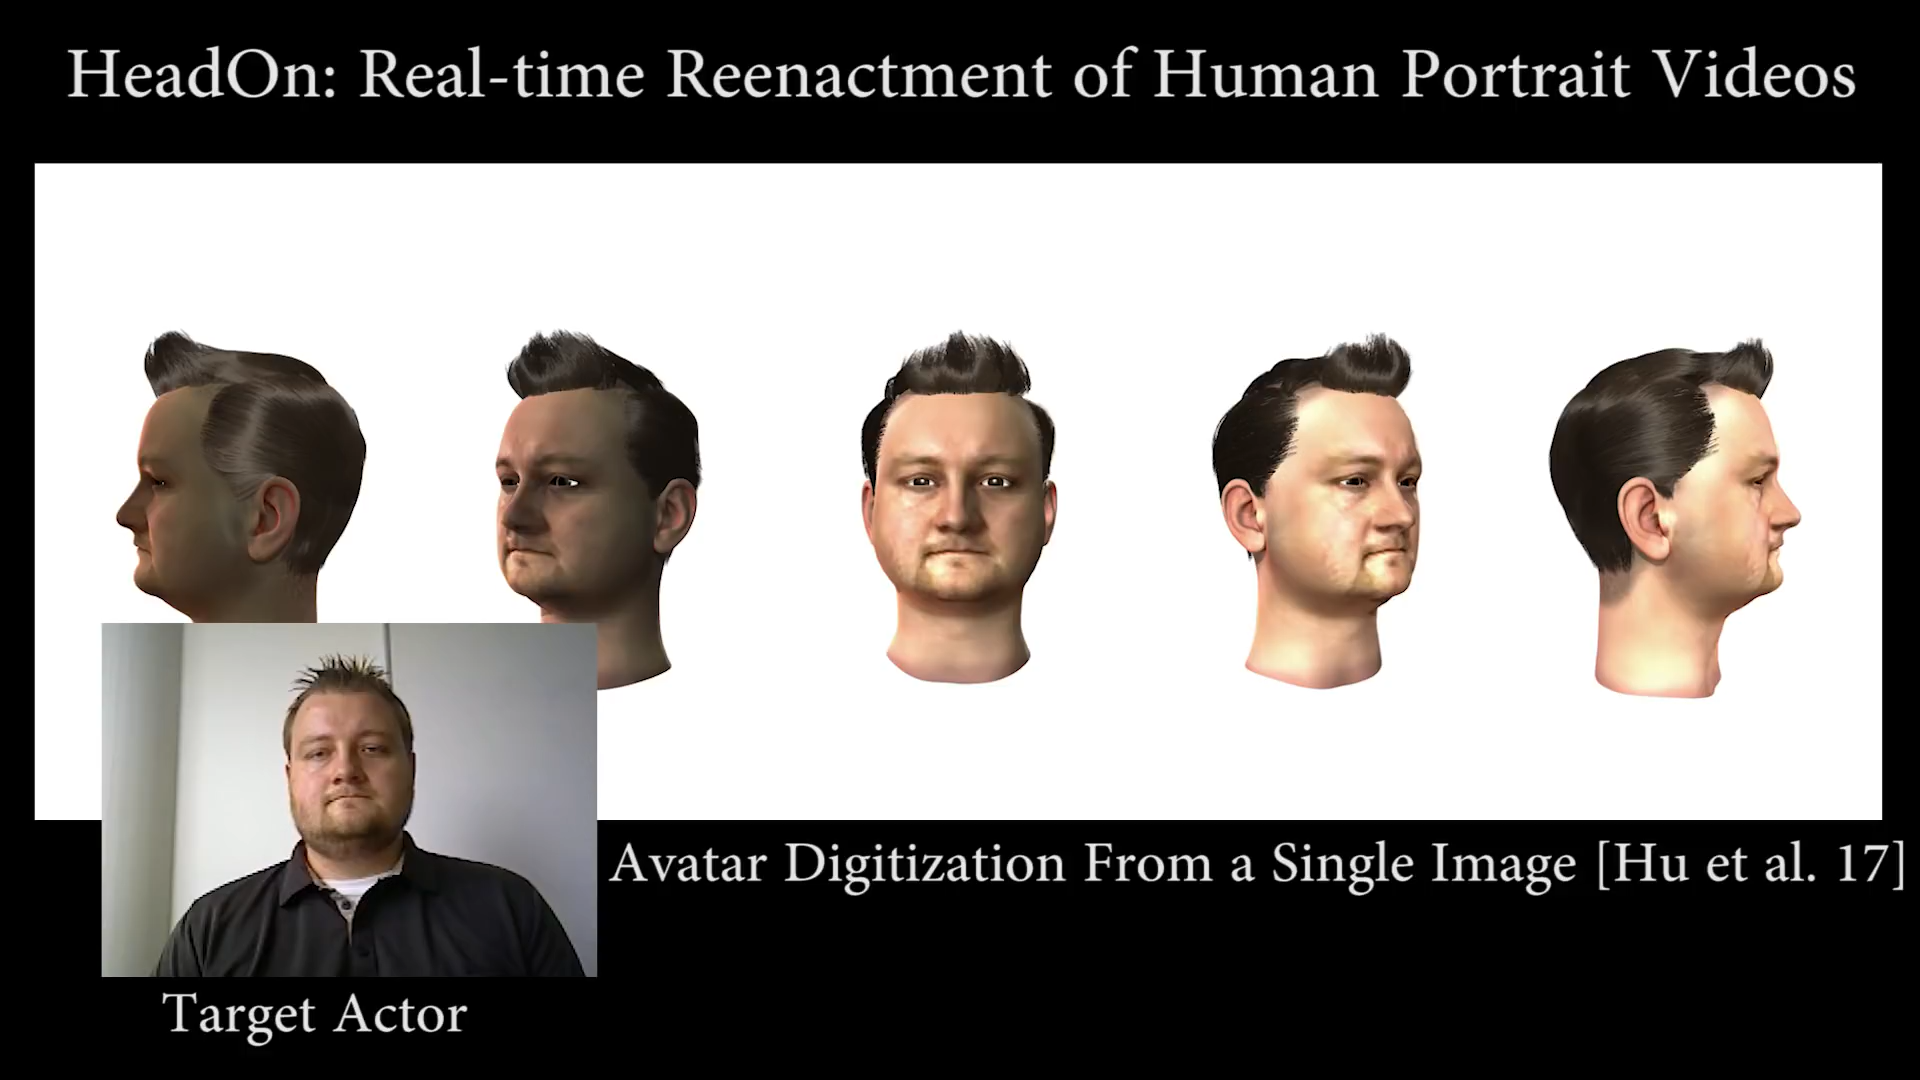 HeadOn: Real-time Reenactment of Human Portrait Videos
Avatar Digitization From a Single Image [Hu et al. 17]
Target Actor